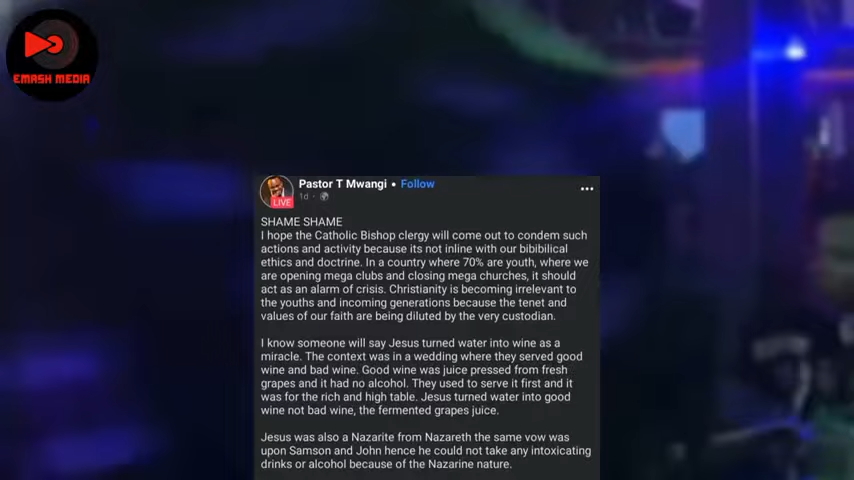 EMASH MEDIA
Pastor T Mwangi • Follow
LIVE
1d ·
SHAME SHAME
I hope the Catholic Bishop clergy will come out to condem such
actions and activity because its not inline with our bibibilical
ethics and doctrine. In a country where 70% are youth, where we
are opening mega clubs and closing mega churches, it should
act as an alarm of crisis. Christianity is becoming irrelevant to
the youths and incoming generations because the tenet and
values of our faith are being diluted by the very custodian.
I know someone will say Jesus turned water into wine as a
miracle. The context was in a wedding where they served good
wine and bad wine. Good wine was juice pressed from fresh
grapes and it had no alcohol. They used to serve it first and it
was for the rich and high table. Jesus turned water into good
wine not bad wine, the fermented grapes juice.
Jesus was also a Nazarite from Nazareth the same vow was
upon Samson and John hence he could not take any intoxicating
drinks or alcohol because of the Nazarine nature.